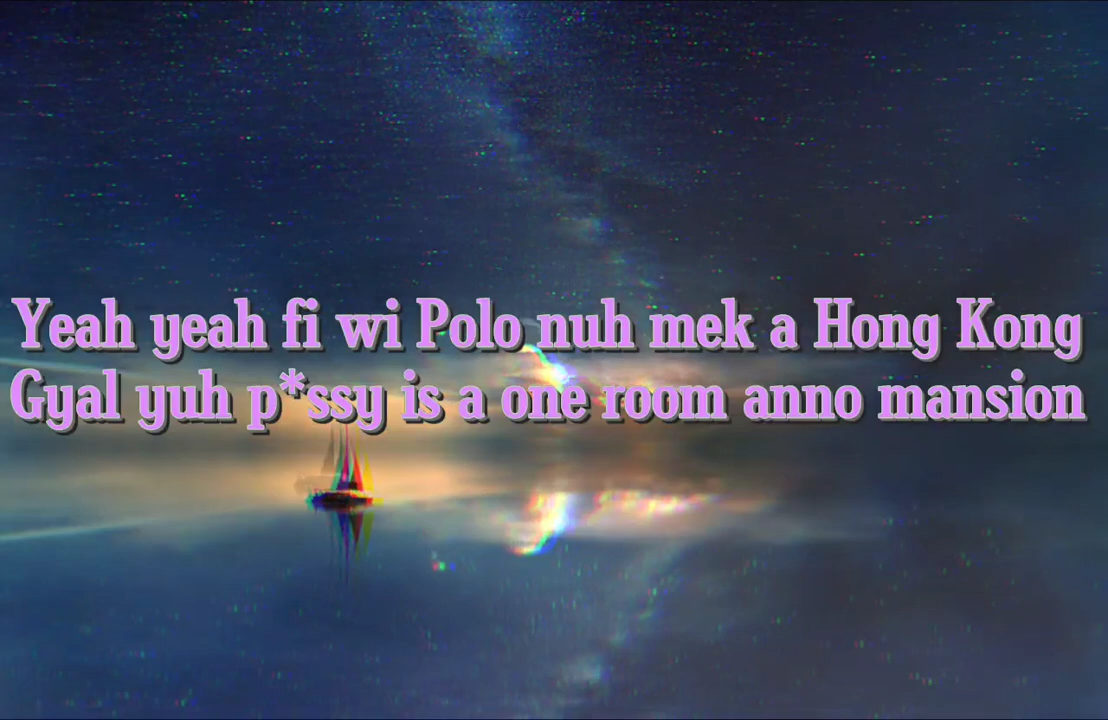 Yeah yeah fi wi Polo nuh mek a Hong Kong
Gyal yuh p*ssy is a one room anno mansion